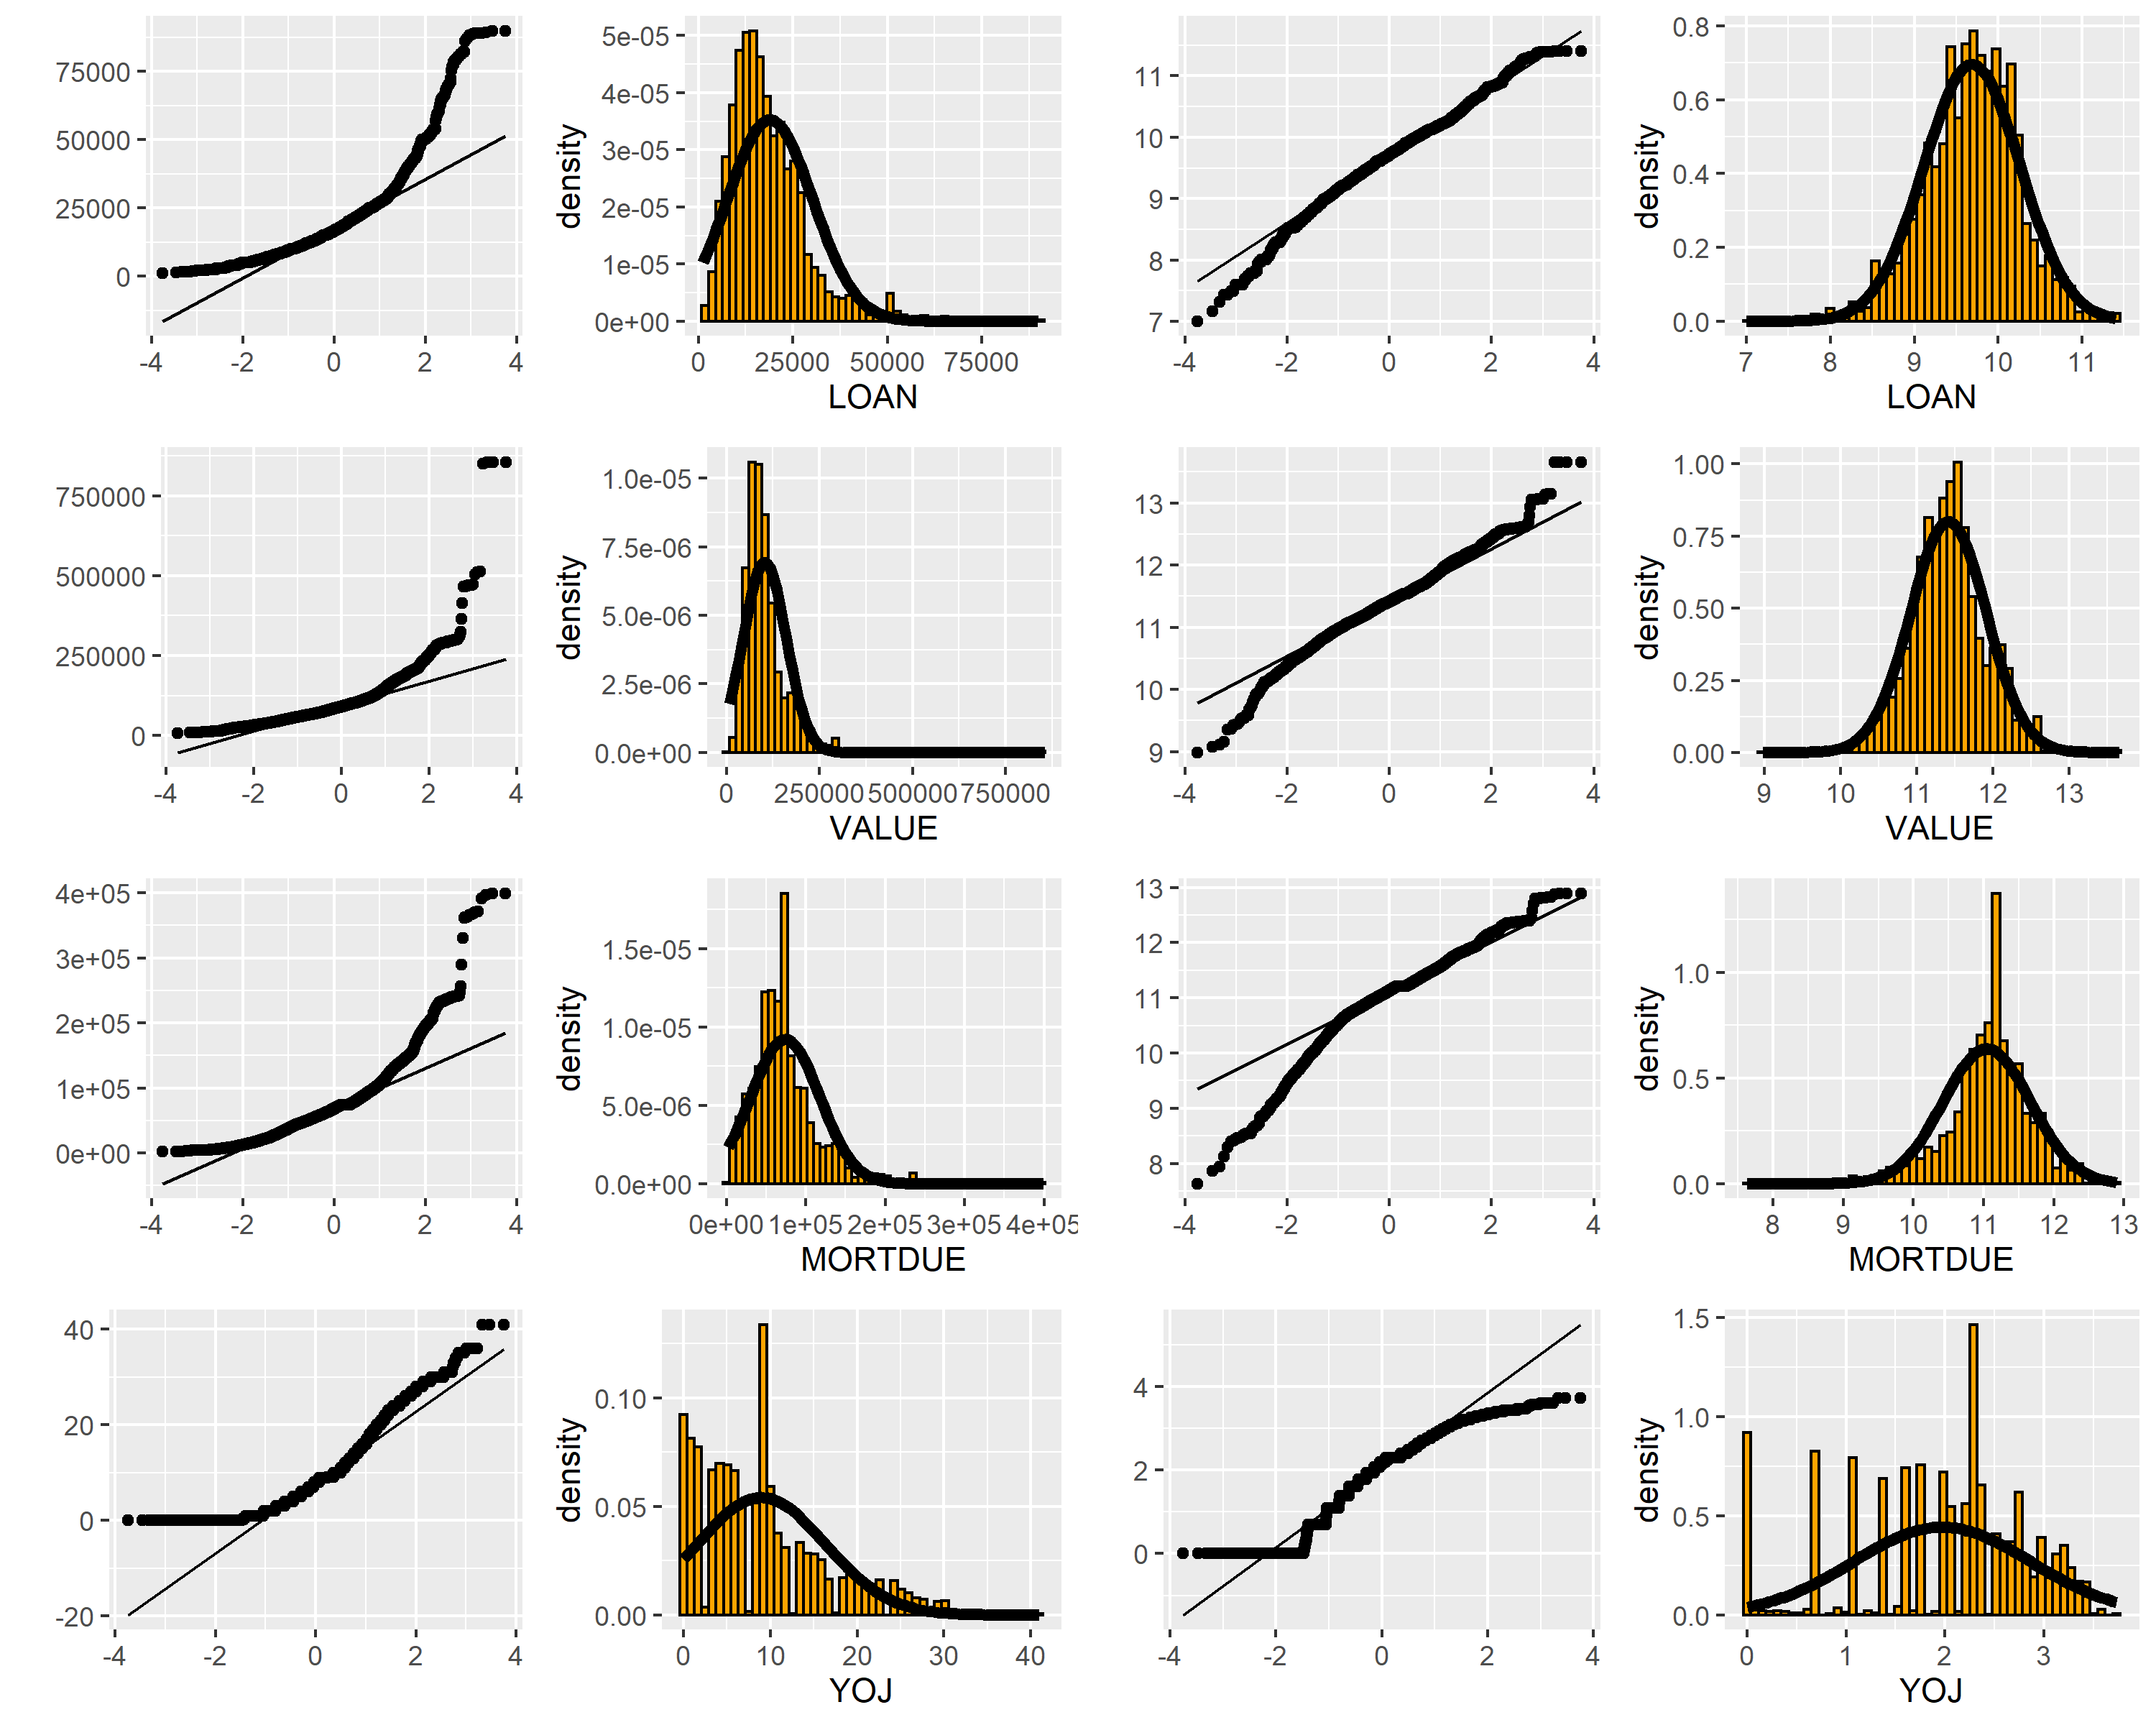 75000
50000
25000
0
-4 -2 0 2 4
density
5e-05
4e-05
3e-05
2e-05
1e-05
0e+00
0 25000 50000 75000
LOAN
11
10
9
8
7
-4 -2 0 2 4
density
0.8
0.6
0.4
0.2
0.0
7 8 9 10 11
LOAN
750000
500000
250000
0
-4 -2 0 2 4
density
1.0e-05
7.5e-06
5.0e-06
2.5e-06
0.0e+00
0 250000 500000 750000
VALUE
13
12
11
10
9
-4 -2 0 2 4
density
1.00
0.75
0.50
0.25
0.00
9 10 11 12 13
VALUE
4e+05
3e+05
2e+05
1e+05
0e+00
-4 -2 0 2 4
density
1.5e-05
1.0e-05
5.0e-06
0.0e+00
0e+00 1e+05 2e+05 3e+05 4e+05
MORTDUE
13
12
11
10
9
8
-4 -2 0 2 4
density
1.0
0.5
0.0
8 9 10 11 12 13
MORTDUE
40
20
0
-20
-4 -2 0 2 4
density
0.10
0.05
0.00
0 10 20 30 40
YOJ
4
2
0
-4 -2 0 2 4
density
1.5
1.0
0.5
0.0
0 1 2 3
YOJ